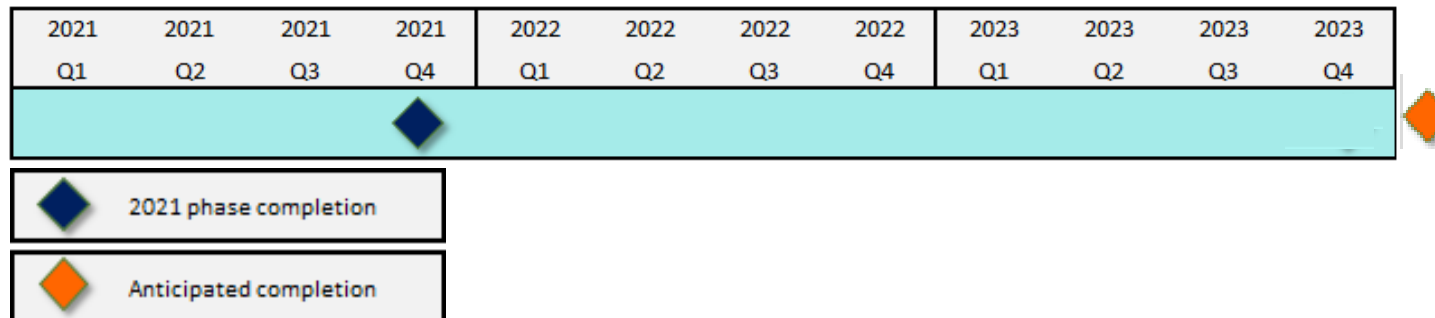 2021 2021 2021 2021 2022 2022 2022 2022 2023 2023 2023 2023
Q1 Q2 Q3 Q4 Q1 Q2 Q3 Q4 Q1 Q2 Q3 Q4
2021 phase completion
Anticipated completion